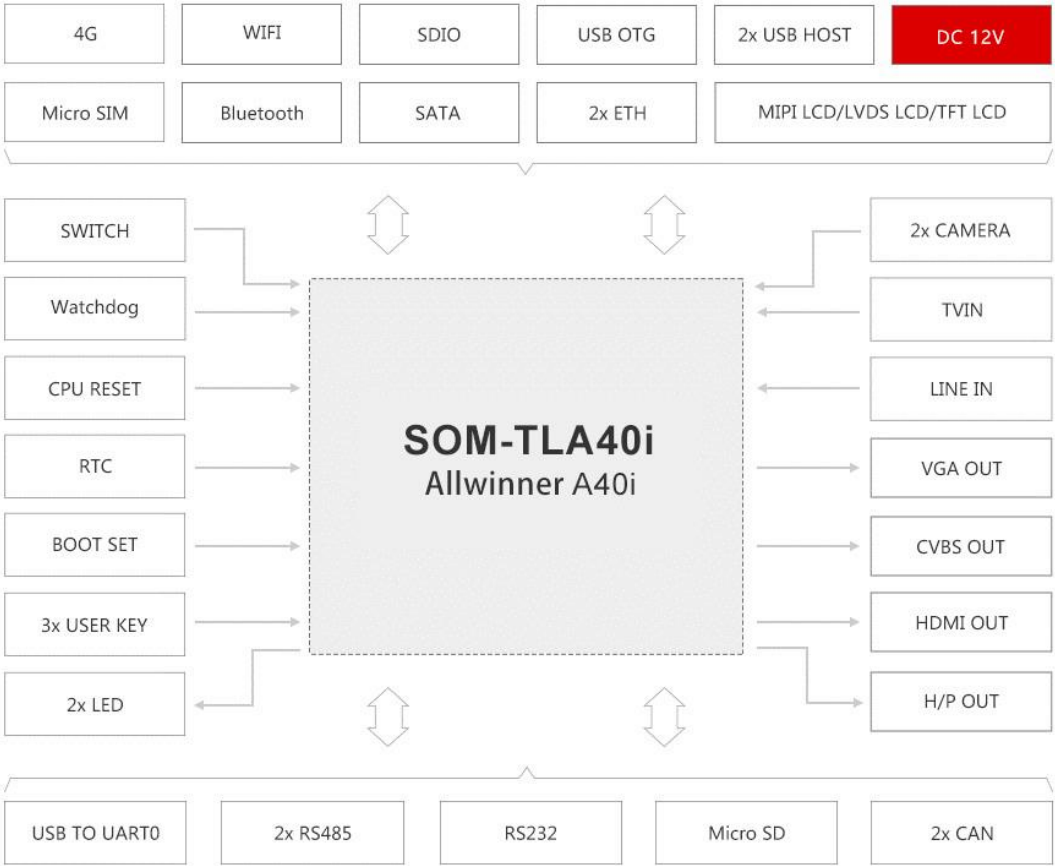 4G
WIFI
SDIO
USB OTG
2x USB HOST
DC 12V
Micro SIM
Bluetooth
SATA
2x ETH
MIPI LCD/LVDS LCD/TFT LCD
SWITCH
2x CAMERA
Watchdog
TVIN
CPU RESET
LINE IN
SOM-TLA40i
Allwinner A40i
RTC
VGA OUT
BOOT SET
CVBS OUT
3x USER KEY
HDMI OUT
2x LED
H/P OUT
USB TO UART0
2x RS485
RS232
Micro SD
2x CAN